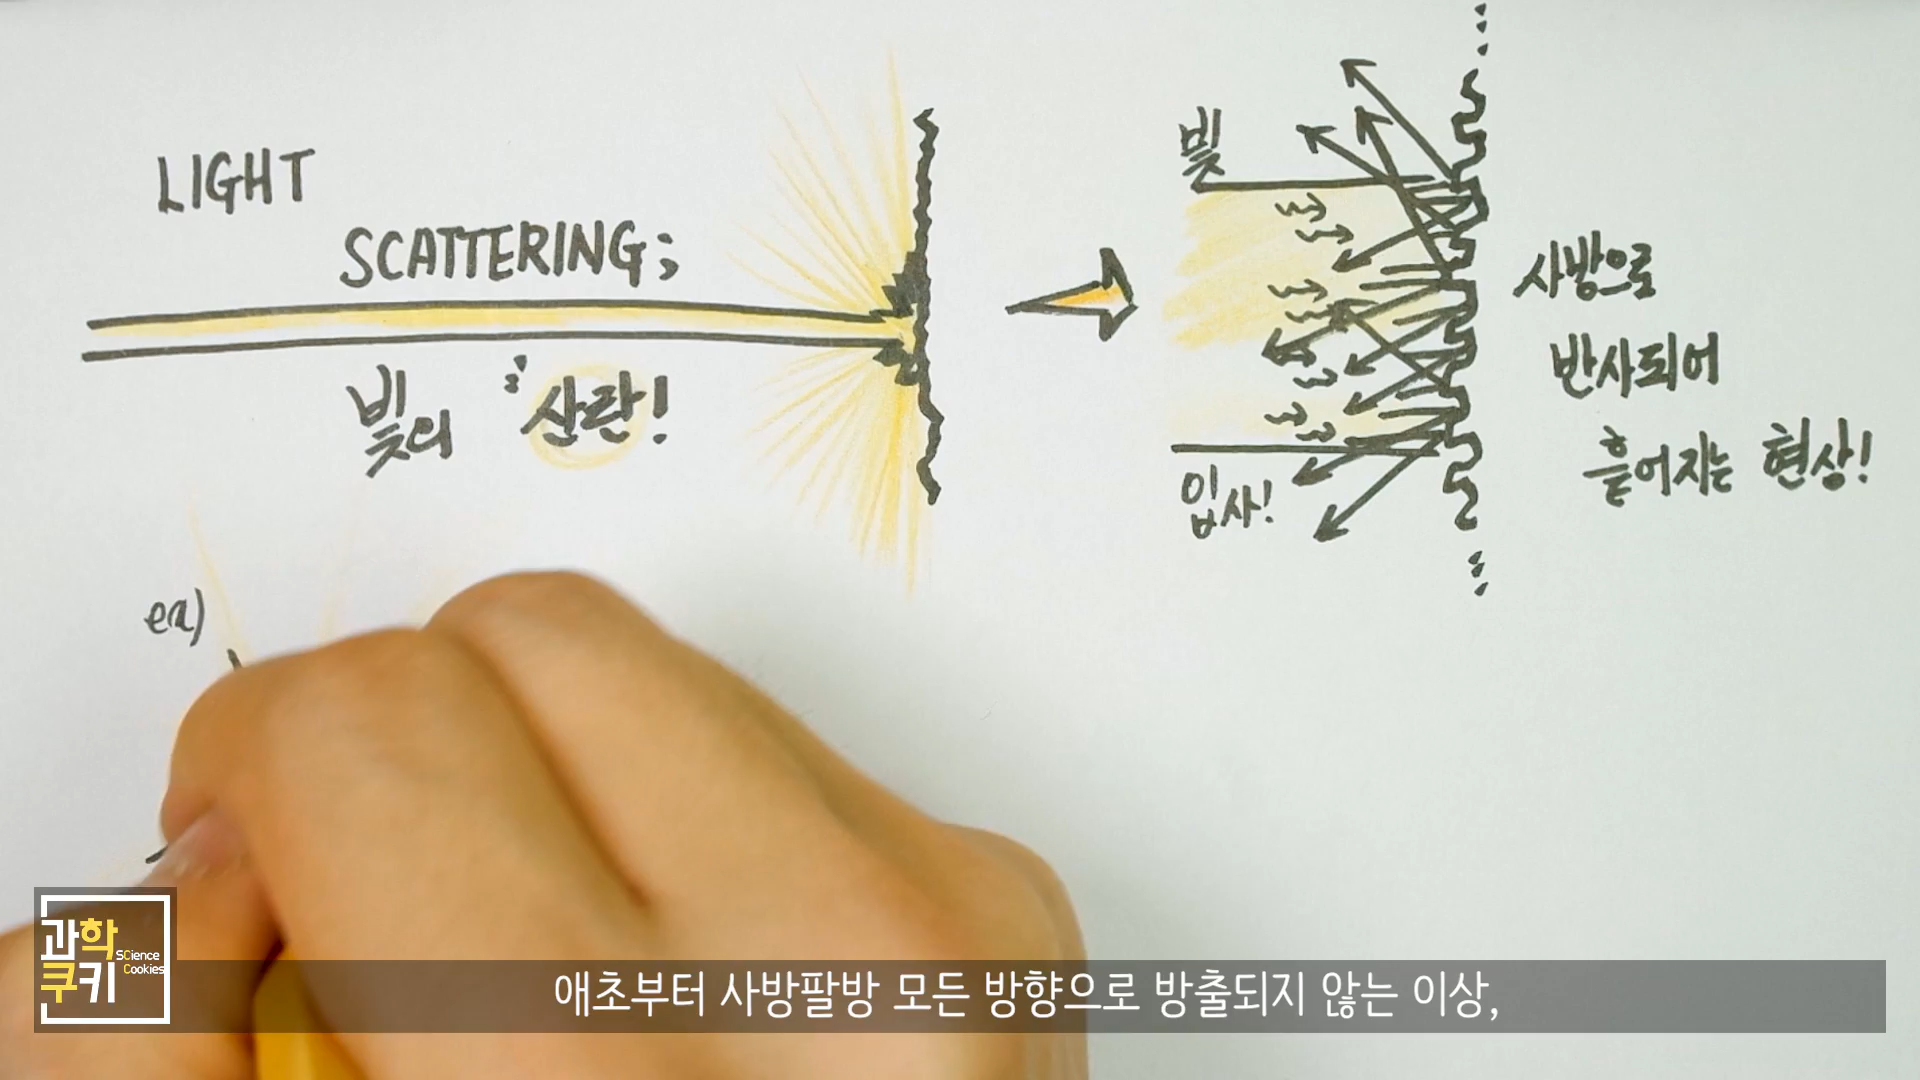 LIGHT
SCATTERING;
빛의 산란!
빛
입사!
사방으로
반사되어
흩어지는 현상!
ex)
과학
쿠키
SCience
Cookies
애초부터 사방팔방 모든 방향으로 방출되지 않는 이상,